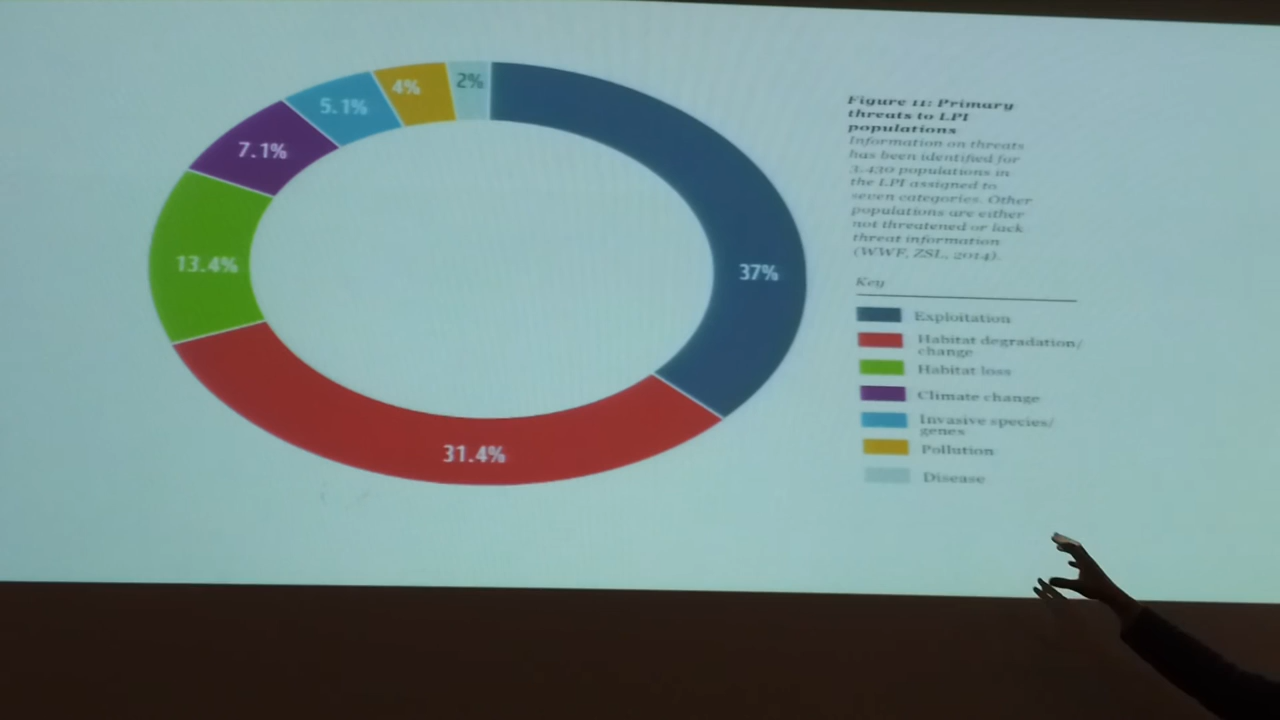 2%
4%
5.1%
7.1%
13.4%
37%
31.4%
Figure 11: Primary
threats to LPI
populations
Information on threats
has been identified for
3,430 populations in
the LPI assigned to
seven categories. Other
populations are either
not threatened or lack
threat information
(WWF, ZSL, 2014).
Key
Exploitation
Habitat degradation/
change
Habitat loss
Climate change
Invasive species/
genes
Pollution
Disease